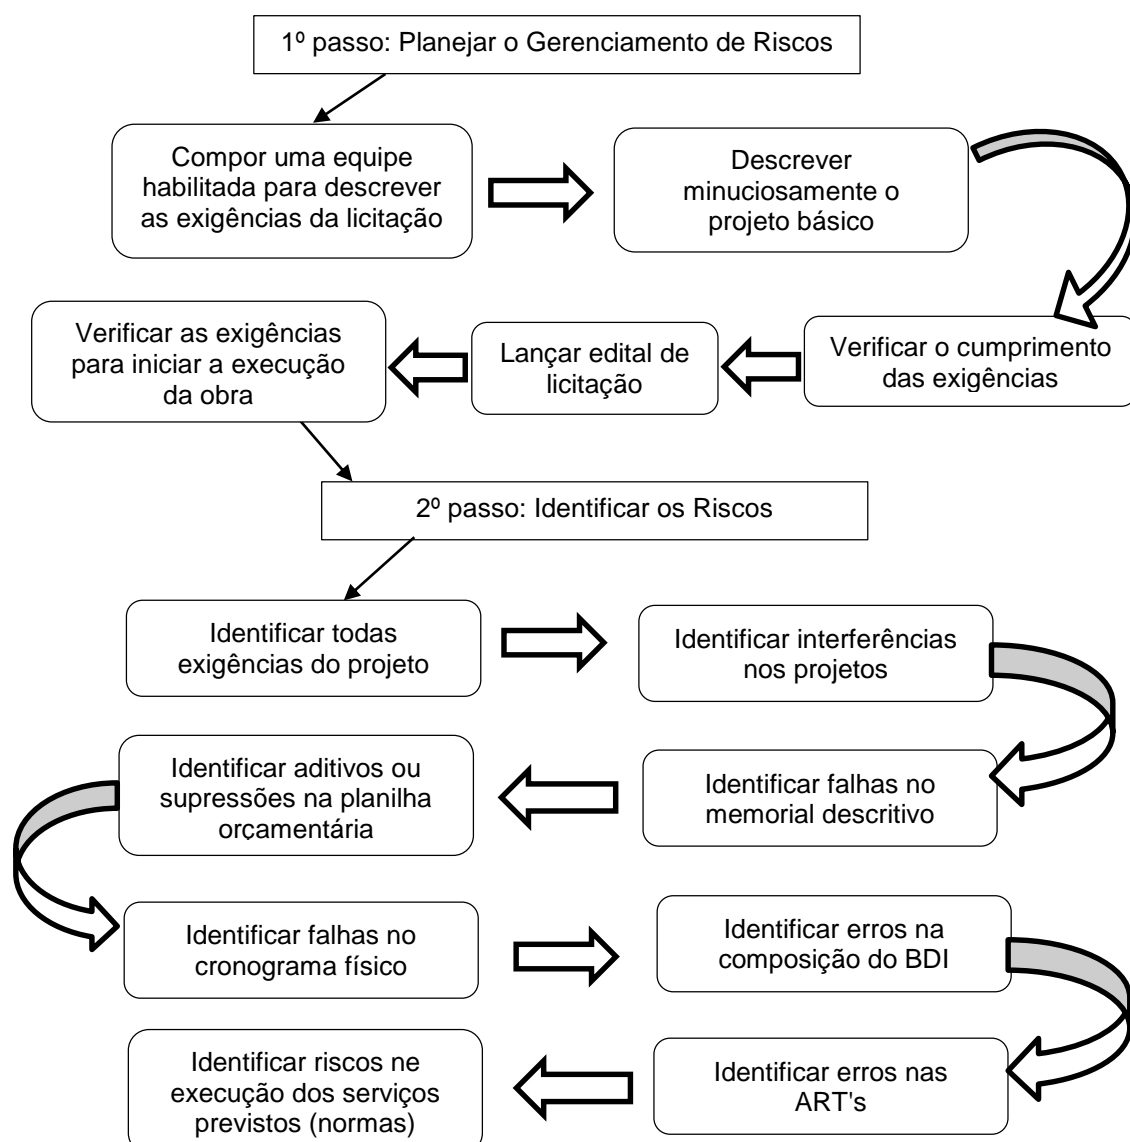 1º passo: Planejar o Gerenciamento de Riscos
Compor uma equipe
habilitada para descrever
as exigências da licitação
Descrever
minuciosamente o
projeto básico
Verificar o cumprimento
das exigências
Lançar edital de
licitação
Verificar as exigências
para iniciar a execução
da obra
2º passo: Identificar os Riscos
Identificar todas
exigências do projeto
Identificar interferências
nos projetos
Identificar falhas no
memorial descritivo
Identificar aditivos ou
supressões na planilha
orçamentária
Identificar falhas no
cronograma físico
Identificar erros na
composição do BDI
Identificar erros nas
ART's
Identificar riscos ne
execução dos serviços
previstos (normas)